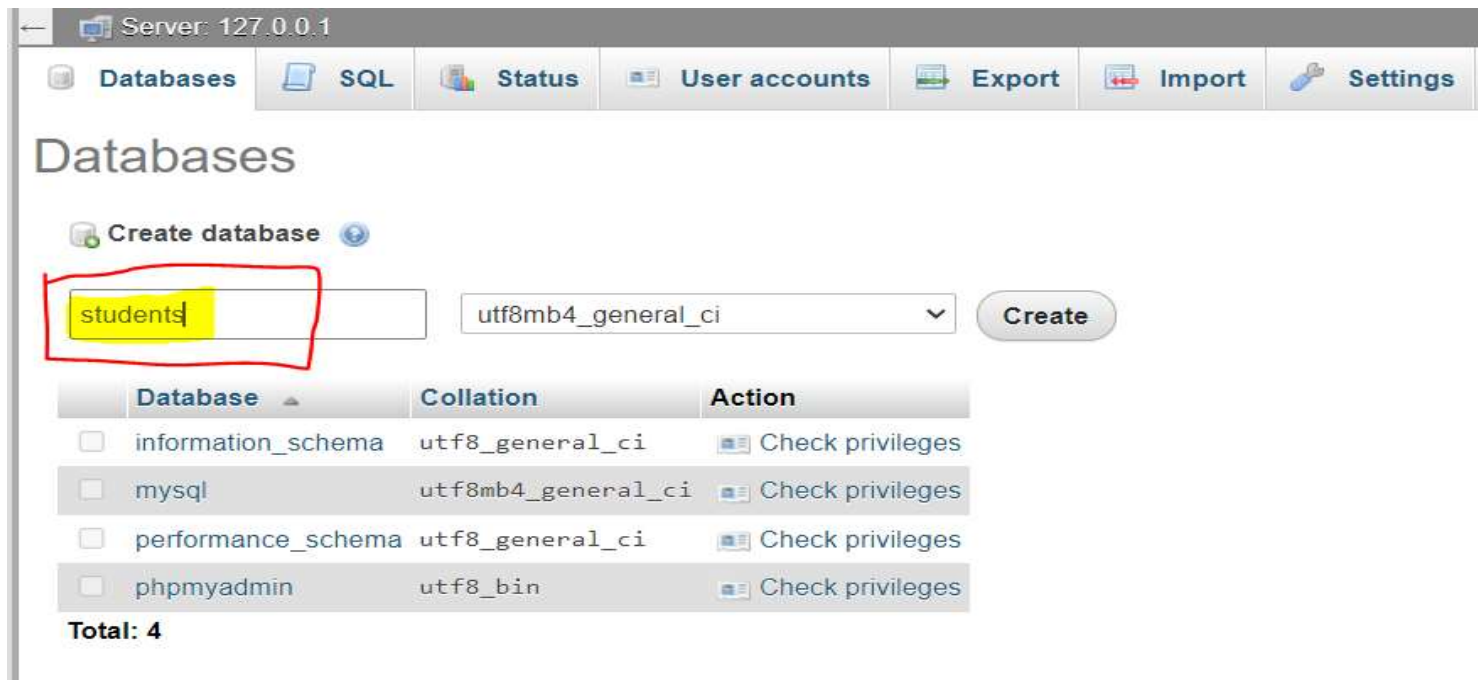 Server: 127.0.0.1
Databases SQL Status User accounts Export Import Settings
Databases
Create database
students utf8mb4_general_ci Create
Database Collation Action
information_schema utf8_general_ci Check privileges
mysql utf8mb4_general_ci Check privileges
performance_schema utf8_general_ci Check privileges
phpmyadmin utf8_bin Check privileges
Total: 4